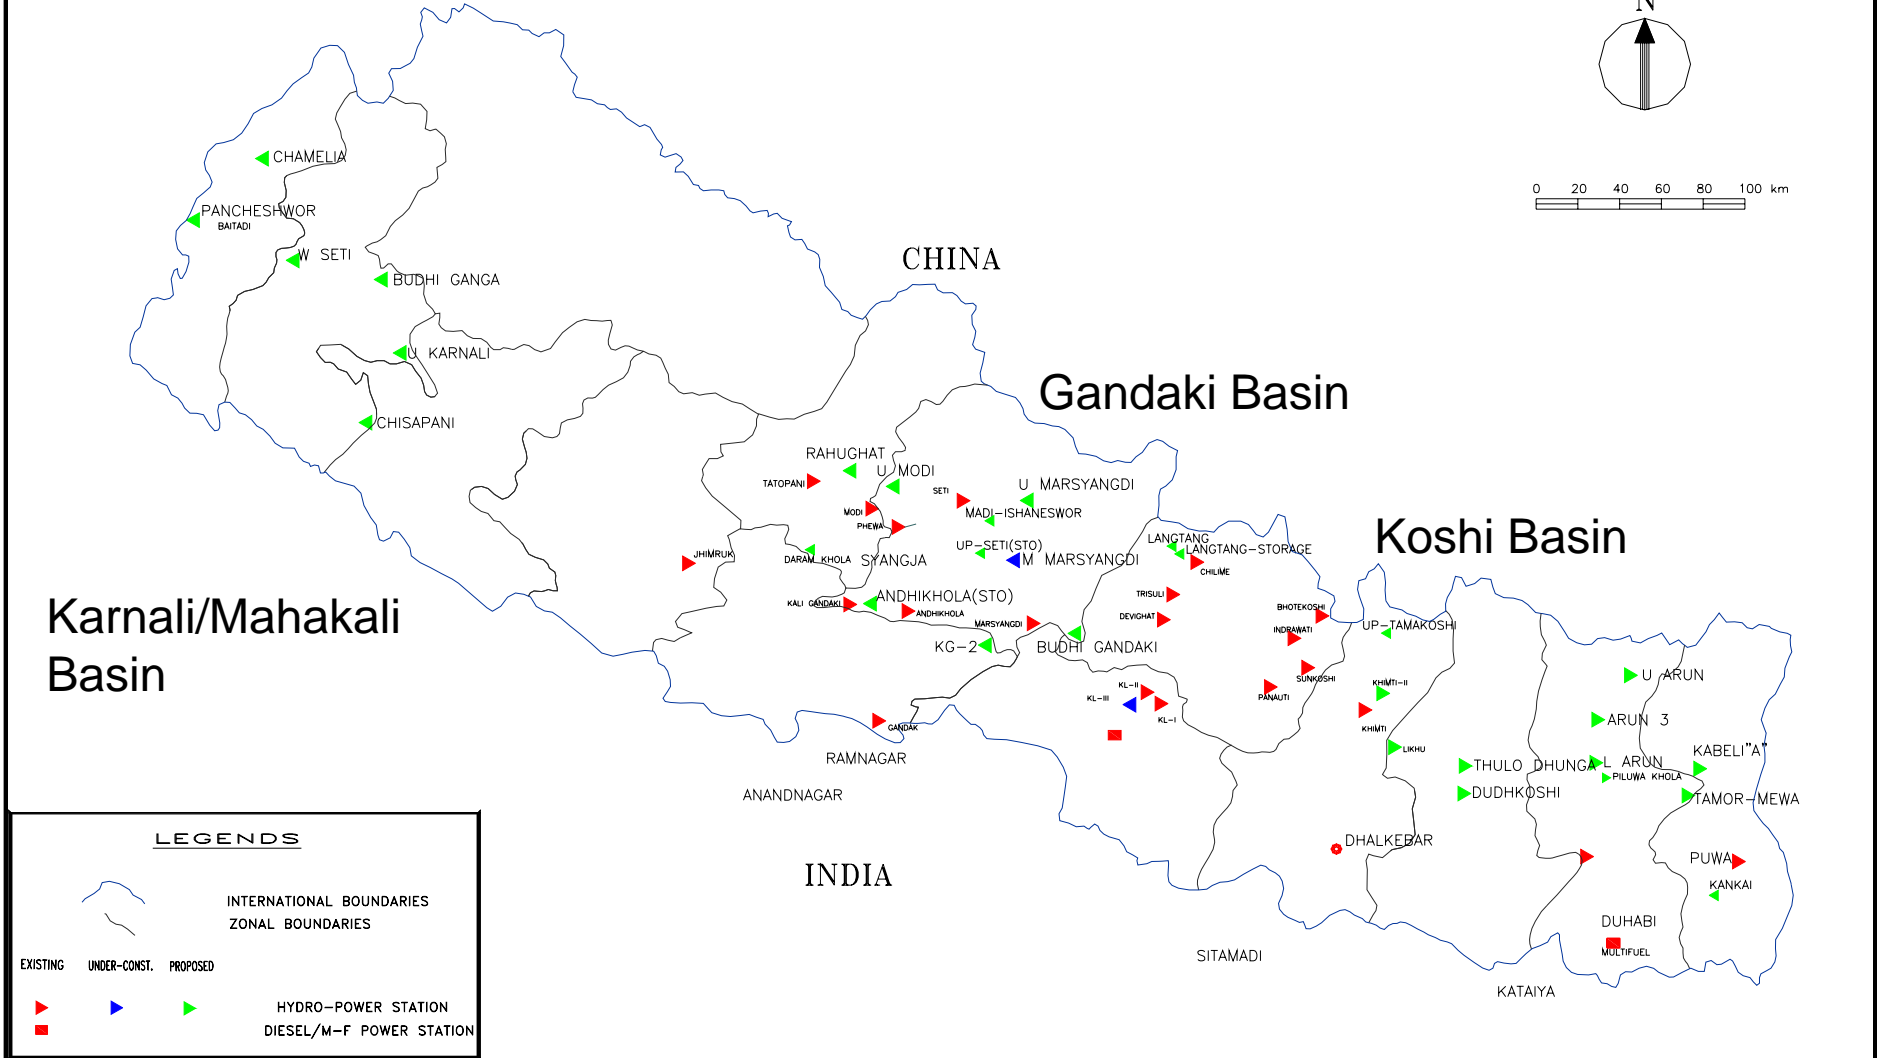 N
0 20 40 60 80 100 km
CHAMELIA
PANCHESHWOR
BAITADI
W SETI
BUDHI GANGA
CHINA
U KARNALI
CHISAPANI
Gandaki Basin
RAHUGHAT
U MODI
TATOPANI
SETI
U MARSYANGDI
MODI
MADI-ISHANESWOR
PHEWA
Koshi Basin
JHIMRUK
DARAM KHOLA
SYANGJA
UP-SETI(STO)
M MARSYANGDI
LANGTANG
LANGTANG-STORAGE
CHILIME
Karnali/Mahakali
Basin
KALI GANDAKI
ANDHIKHOLA(STO)
ANDHIKHOLA
MARSYANGDI
TRISULI
DEVIGHAT
BHOTEKOSHI
INDRAWATI
UP-TAMAKOSHI
KG-2
BUDHI GANDAKI
SUNKOSHI
PANAUTI
KHIMTI-II
KHIMTI
U ARUN
KL-II
KL-III
KL-I
GANDAK
ARUN 3
LIKHU
RAMNAGAR
THULO DHUNGA
L ARUN
PILUWA KHOLA
KABELI"A"
ANANDNAGAR
DUDHKOSHI
TAMOR-MEWA
DHALKEBAR
PUWA
INDIA
KANKAI
DUHABI
MULTIFUEL
SITAMADI
KATAIYA
LEGENDS
INTERNATIONAL BOUNDARIES
ZONAL BOUNDARIES
EXISTING UNDER-CONST. PROPOSED
HYDRO-POWER STATION
DIESEL/M-F POWER STATION